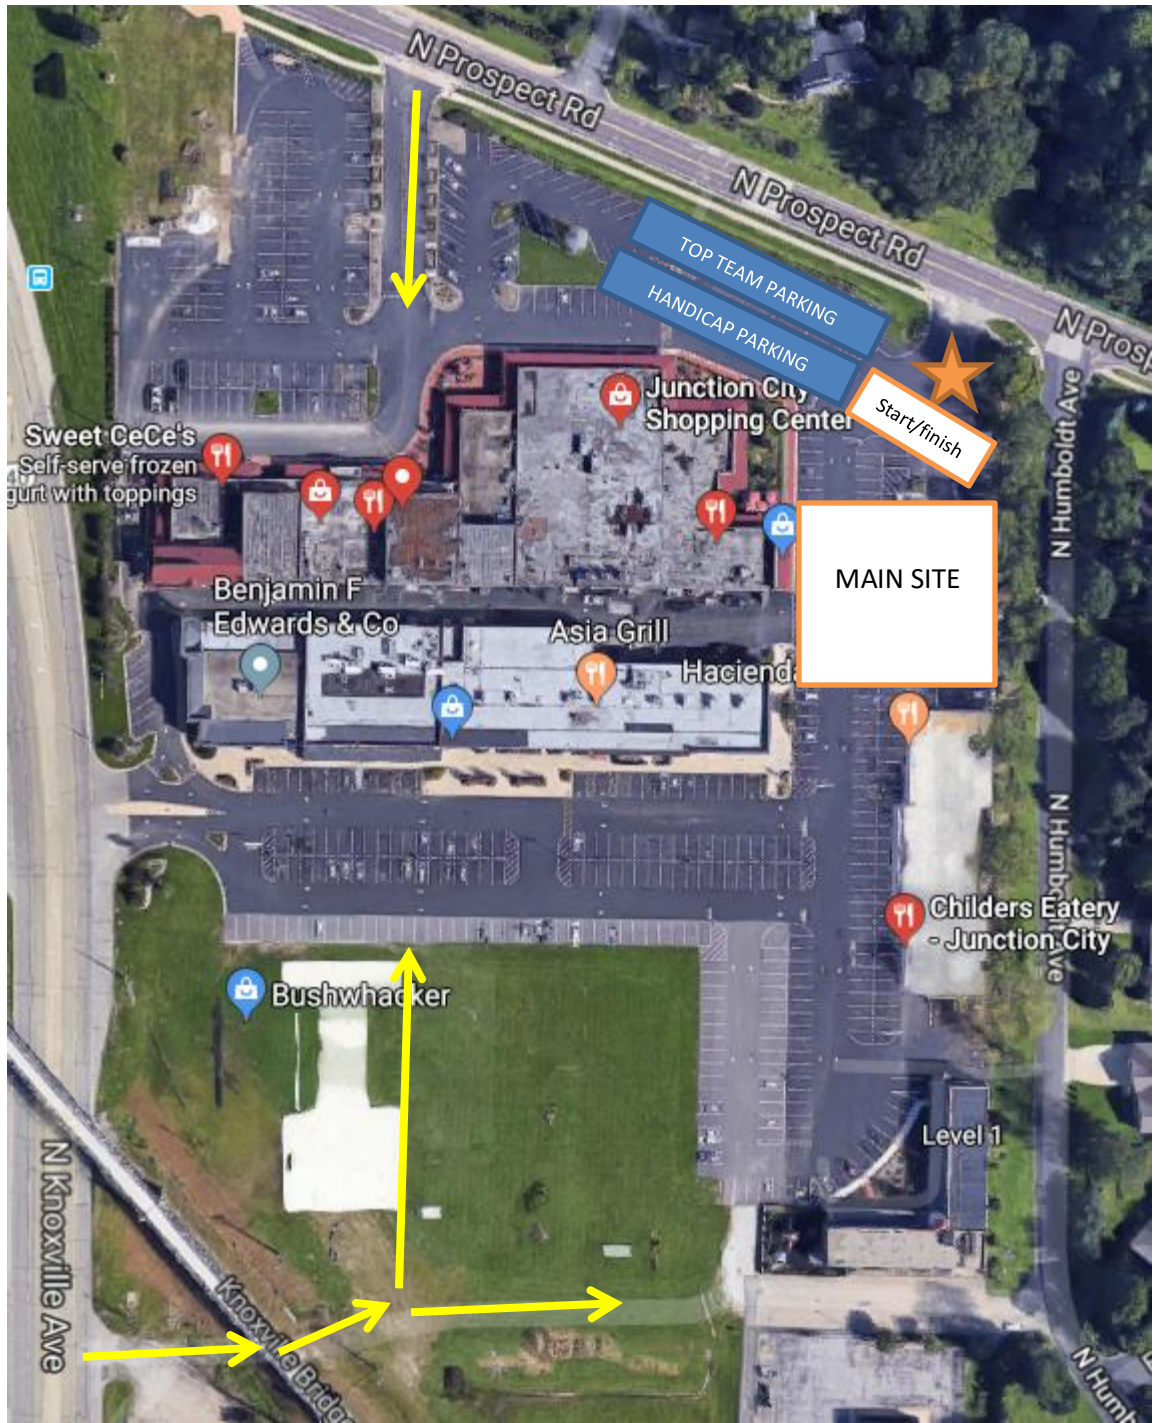 N Prospect Rd
N Prospect Rd
TOP TEAM PARKING
HANDICAP PARKING
N Prosp
Start/finish
Junction City
Shopping Center
Sweet CeCe's
Self-serve frozen
gurt with toppings
N Humboldt Ave
MAIN SITE
Benjamin F
Edwards & Co
Asia Grill
Hacienda
N Humboldt Ave
Childers Eatery
- Junction City
Bushwhacker
Level 1
N Knoxville Ave
Knoxville Bridge
N Humb